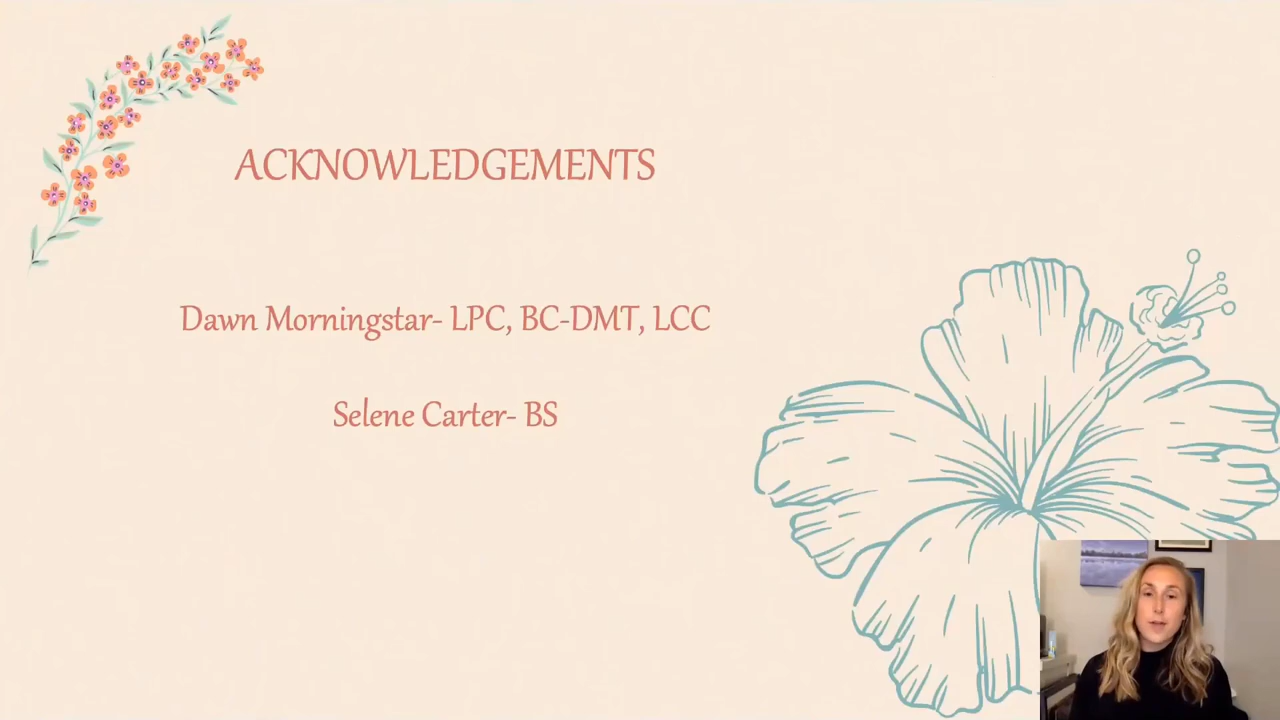 ACKNOWLEDGEMENTS
Dawn Morningstar- LPC, BC-DMT, LCC
Selene Carter- BS